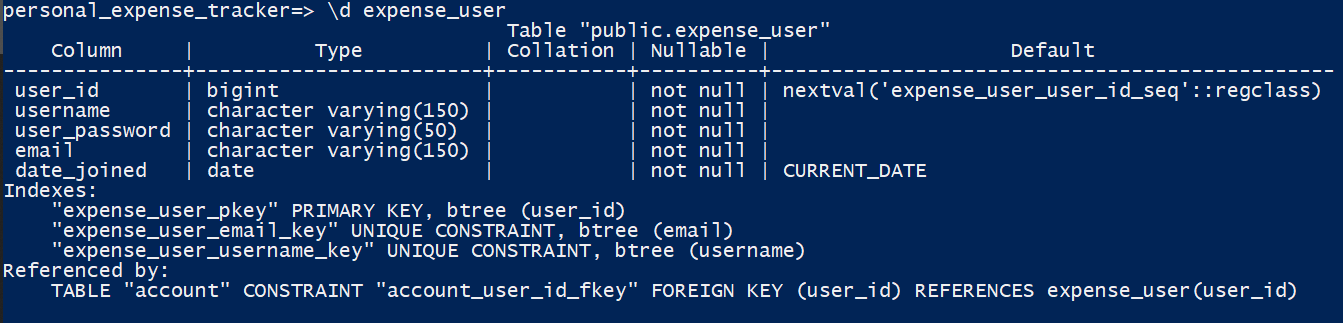 personal_expense_tracker=> \d expense_user
                                          Table "public.expense_user"
    Column     |          Type          | Collation | Nullable |                    Default
---------------+------------------------+-----------+----------+-----------------------------------------------
 user_id       | bigint                 |           | not null | nextval('expense_user_user_id_seq'::regclass)
 username      | character varying(150) |           | not null |
 user_password | character varying(50)  |           | not null |
 email         | character varying(150) |           | not null |
 date_joined   | date                   |           | not null | CURRENT_DATE
Indexes:
    "expense_user_pkey" PRIMARY KEY, btree (user_id)
    "expense_user_email_key" UNIQUE CONSTRAINT, btree (email)
    "expense_user_username_key" UNIQUE CONSTRAINT, btree (username)
Referenced by:
    TABLE "account" CONSTRAINT "account_user_id_fkey" FOREIGN KEY (user_id) REFERENCES expense_user(user_id)